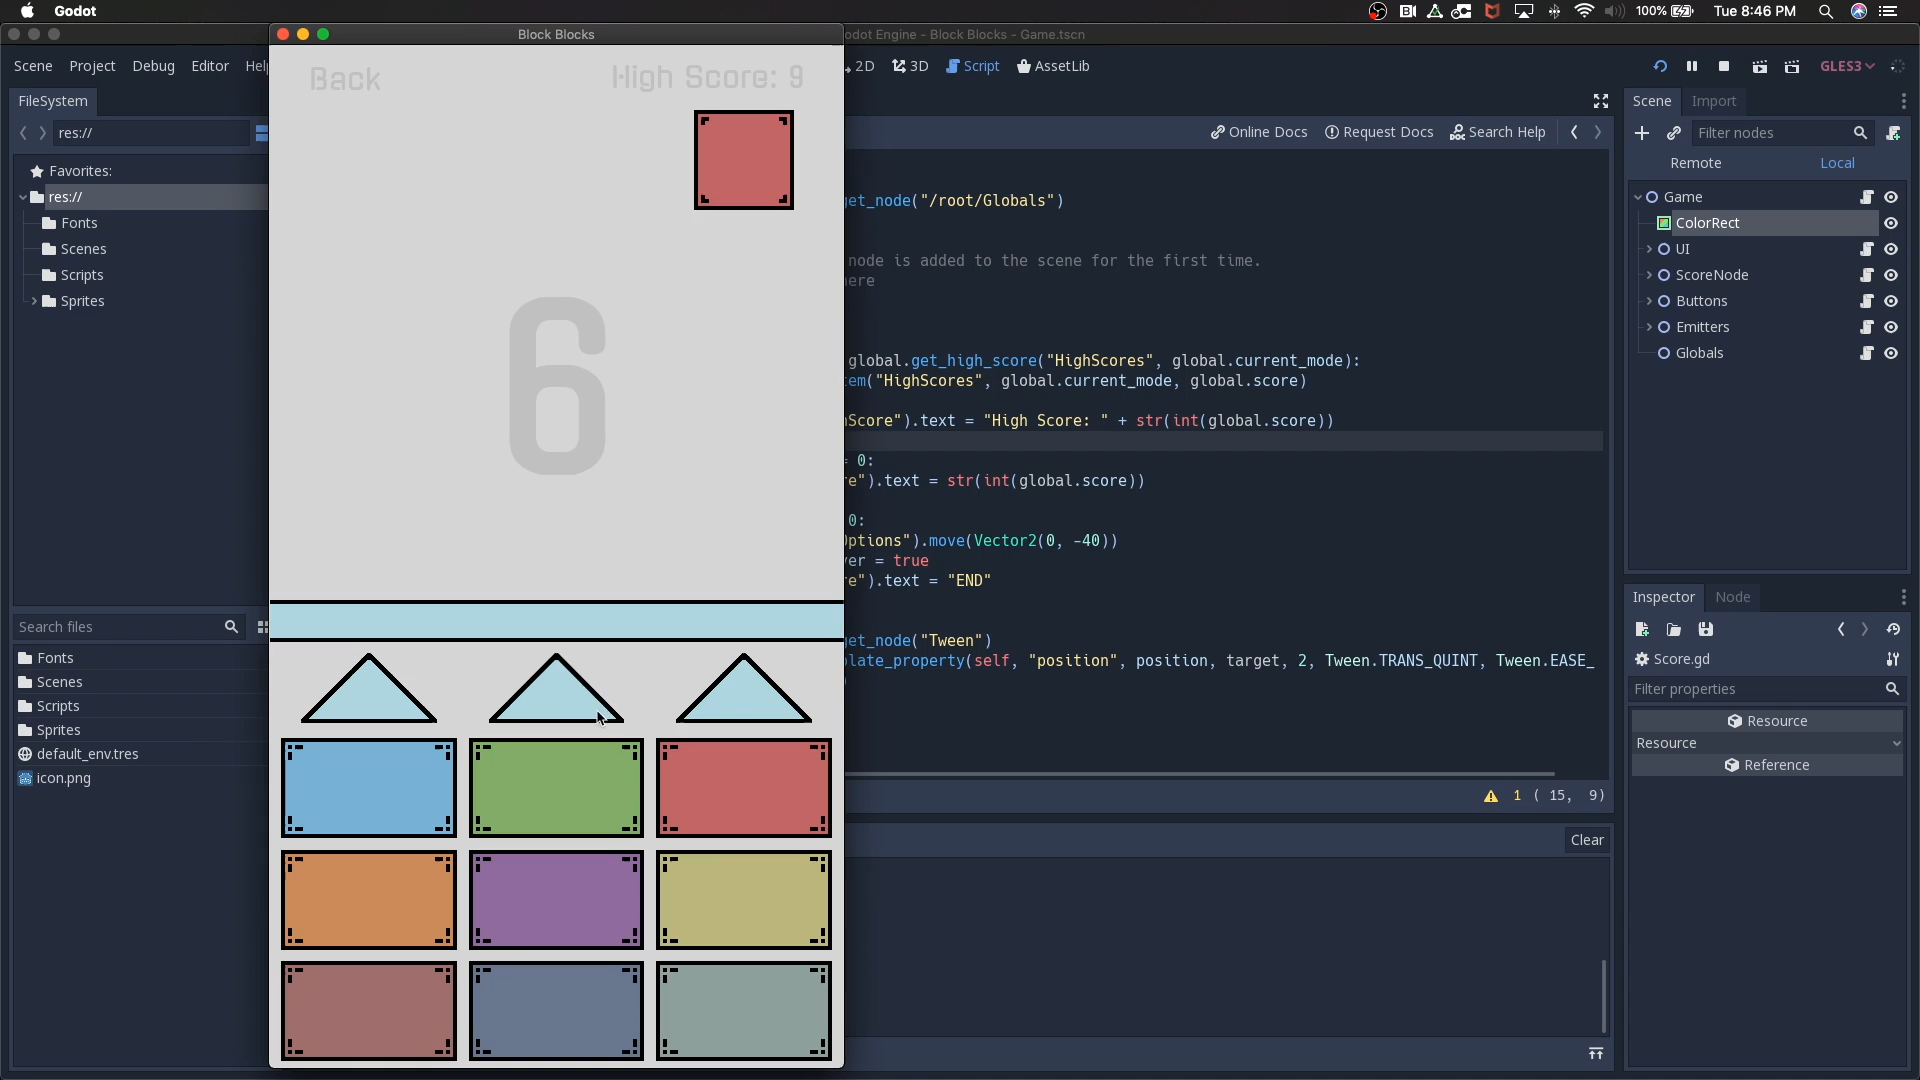 Godot
100%
Tue 8:46 PM
Block Blocks
odot Engine - Block Blocks - Game.tscn
Scene Project Debug Editor Help
2D 3D Script AssetLib
GLES3
FileSystem
res://
Favorites:
res://
Fonts
Scenes
Scripts
Sprites
Search files
Fonts
Scenes
Scripts
Sprites
default_env.tres
icon.png
Back
High Score: 9
6
Online Docs Request Docs Search Help
get_node("/root/Globals")
node is added to the scene for the first time.
ere
global.get_high_score("HighScores", global.current_mode):
em("HighScores", global.current_mode, global.score)
hScore").text = "High Score: " + str(int(global.score))
= 0:
e").text = str(int(global.score))
0:
Options").move(Vector2(0, -40))
er = true
e").text = "END"
get_node("Tween")
late_property(self, "position", position, target, 2, Tween.TRANS_QUINT, Tween.EASE_
)
1 ( 15, 9)
Clear
Scene Import
Filter nodes
Remote Local
Game
ColorRect
UI
ScoreNode
Buttons
Emitters
Globals
Inspector Node
Score.gd
Filter properties
Resource
Resource
Reference